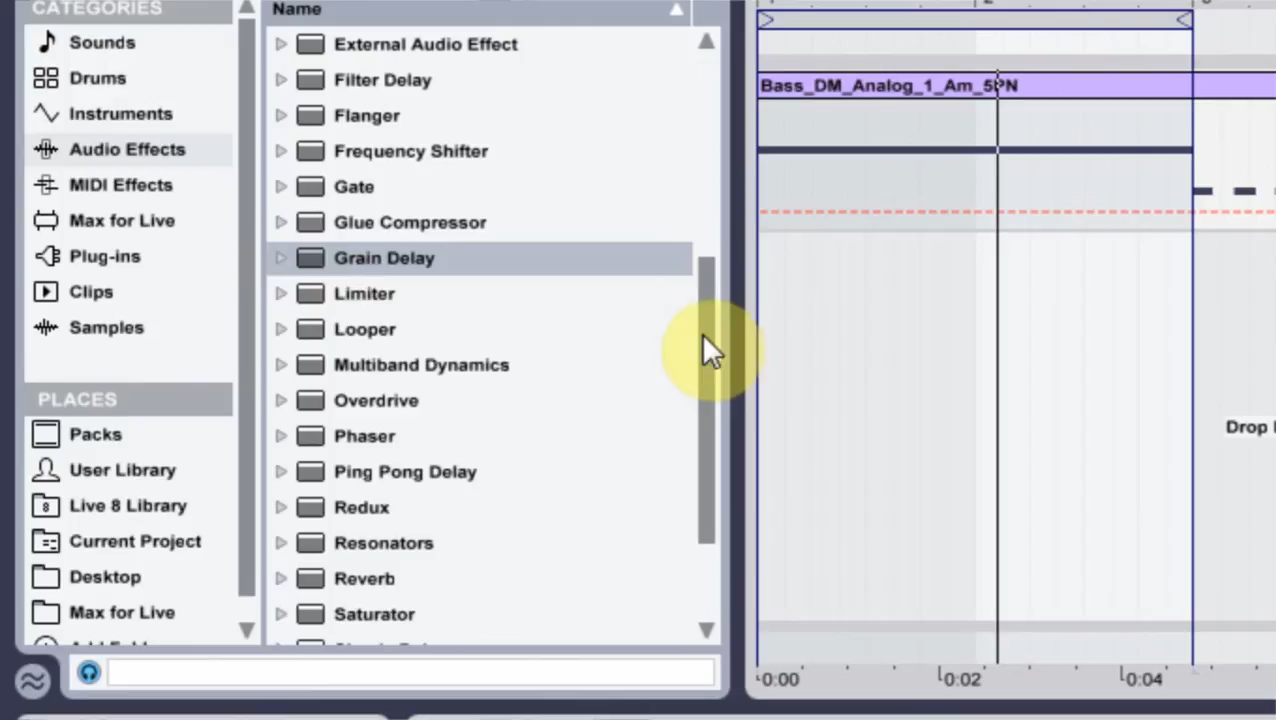 CATEGORIES
Sounds
Drums
Instruments
Audio Effects
MIDI Effects
Max for Live
Plug-ins
Clips
Samples
PLACES
Packs
User Library
Live 8 Library
Current Project
Desktop
Max for Live
Name
External Audio Effect
Filter Delay
Flanger
Frequency Shifter
Gate
Glue Compressor
Grain Delay
Limiter
Looper
Multiband Dynamics
Overdrive
Phaser
Ping Pong Delay
Redux
Resonators
Reverb
Saturator
Bass_DM_Analog_1_Am_5PN
Drop
0:00
0:02
0:04